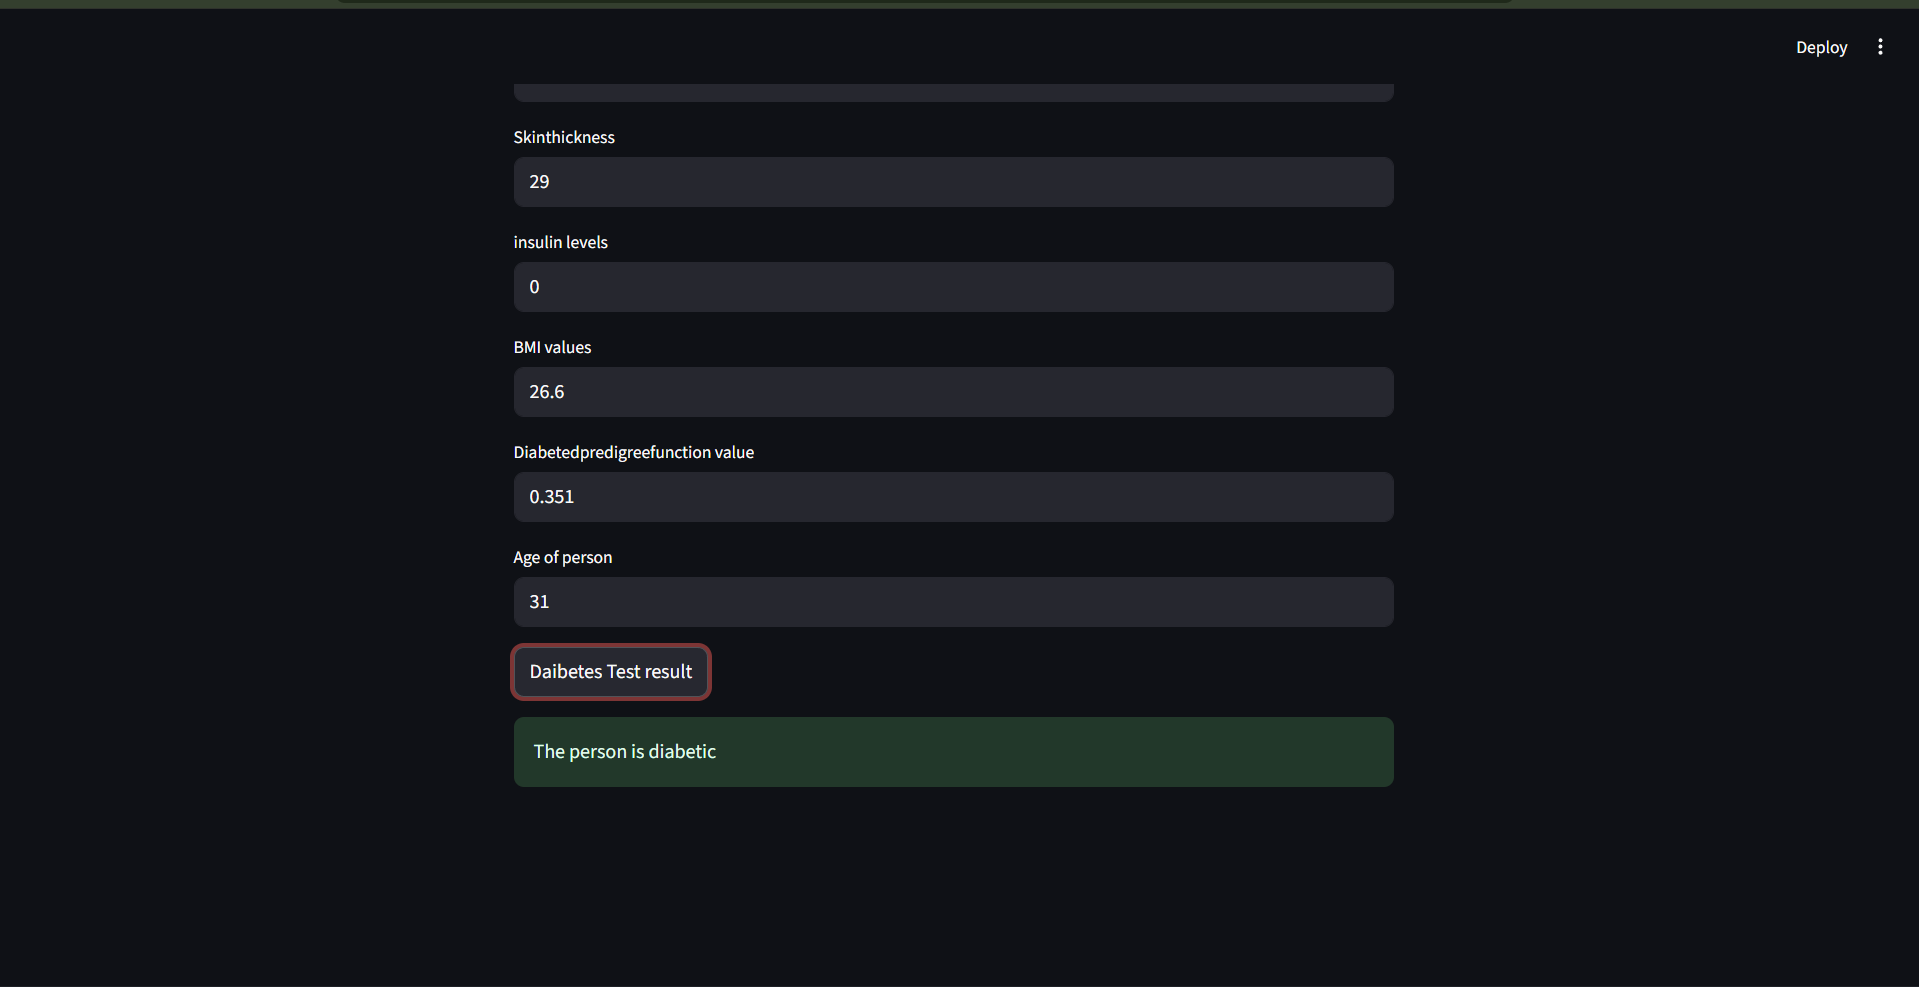 Deploy
Skinthickness
29
insulin levels
0
BMI values
26.6
Diabetedpredigreefunction value
0.351
Age of person
31
Daibetes Test result
The person is diabetic